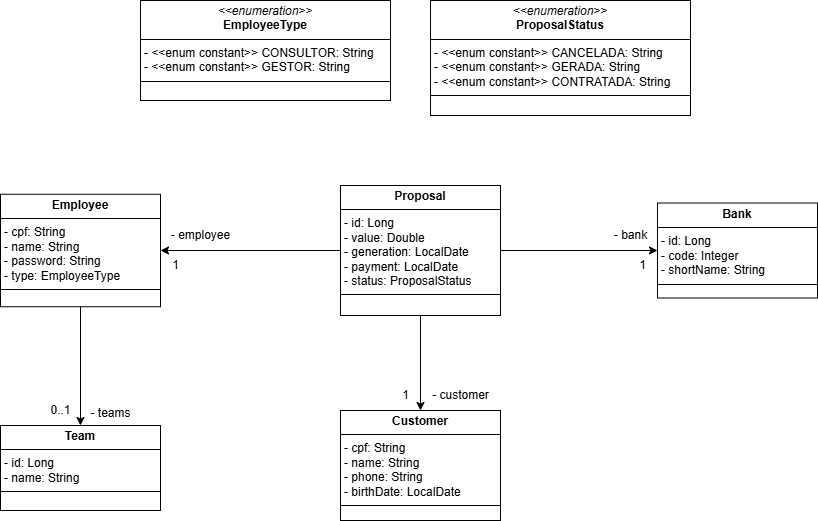 <<enumeration>>
EmployeeType
- <<enum constant>> CONSULTOR: String
- <<enum constant>> GESTOR: String
<<enumeration>>
ProposalStatus
- <<enum constant>> CANCELADA: String
- <<enum constant>> GERADA: String
- <<enum constant>> CONTRATADA: String
Employee
- cpf: String
- name: String
- password: String
- type: EmployeeType
- employee
1
Proposal
- id: Long
- value: Double
- generation: LocalDate
- payment: LocalDate
- status: ProposalStatus
- bank
1
Bank
- id: Long
- code: Integer
- shortName: String
0..1
- teams
Team
- id: Long
- name: String
1
- customer
Customer
- cpf: String
- name: String
- phone: String
- birthDate: LocalDate